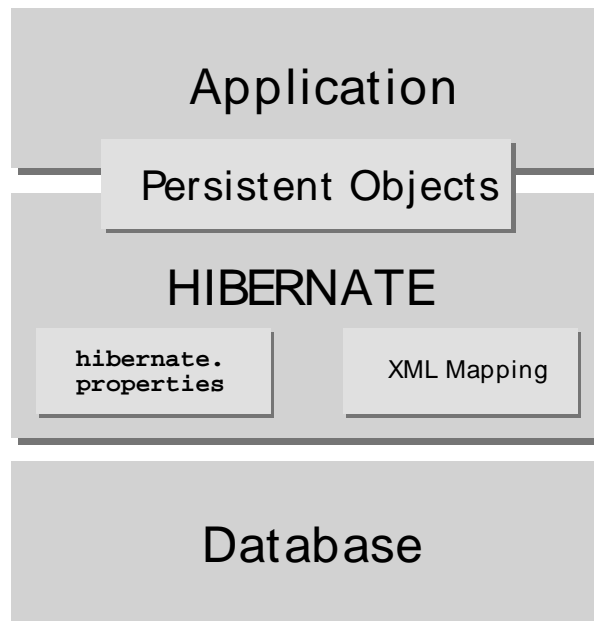 Application
Persistent Objects
HIBERNATE
hibernate.
properties
XML Mapping
Database